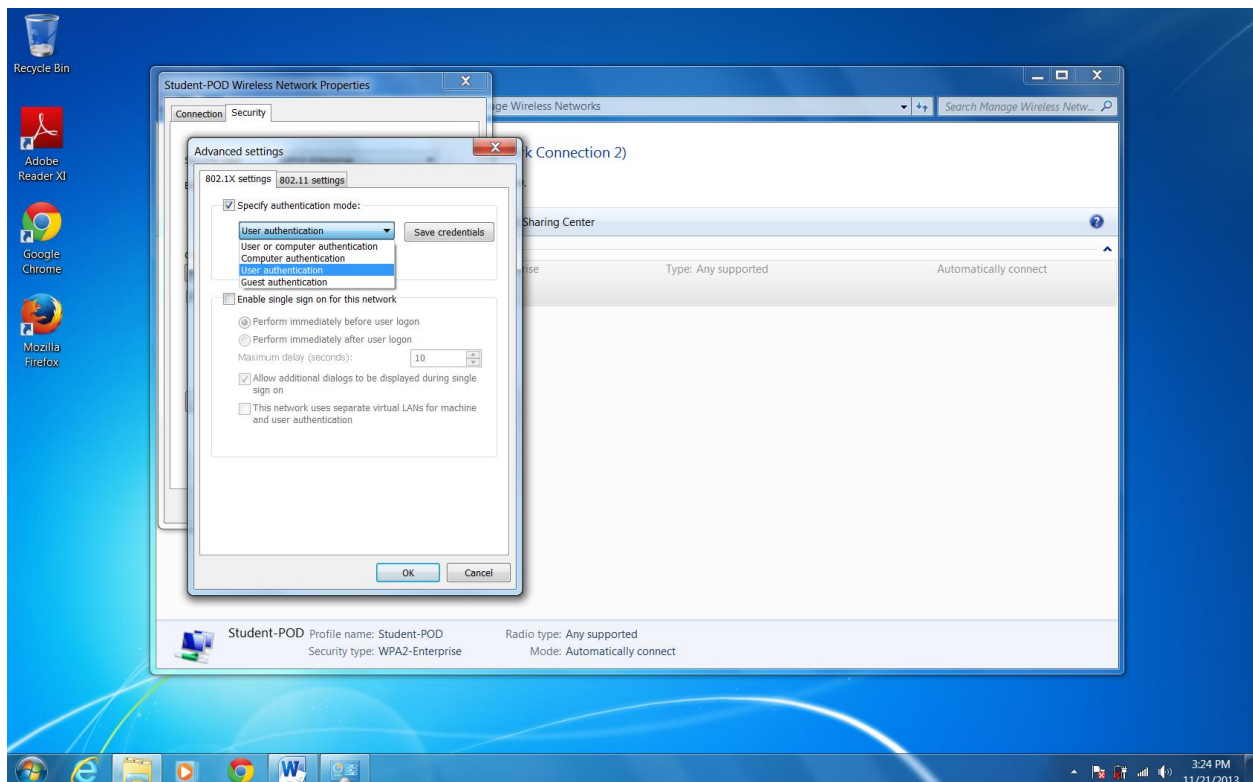 Recycle Bin
Adobe
Reader XI
Google
Chrome
Mozilla
Firefox
Student-POD Wireless Network Properties
Connection
Security
ge Wireless Networks
Search Manage Wireless Netw...
k Connection 2)
Sharing Center
Type: Any supported
Automatically connect
Advanced settings
802.1X settings
802.11 settings
Specify authentication mode:
User authentication
Save credentials
User or computer authentication
Computer authentication
User authentication
Guest authentication
Enable single sign on for this network
Perform immediately before user logon
Perform immediately after user logon
Maximum delay (seconds):
10
Allow additional dialogs to be displayed during single
sign on
This network uses separate virtual LANs for machine
and user authentication
OK
Cancel
Student-POD
Profile name: Student-POD
Radio type: Any supported
Security type: WPA2-Enterprise
Mode: Automatically connect
3:24 PM
11/21/2013